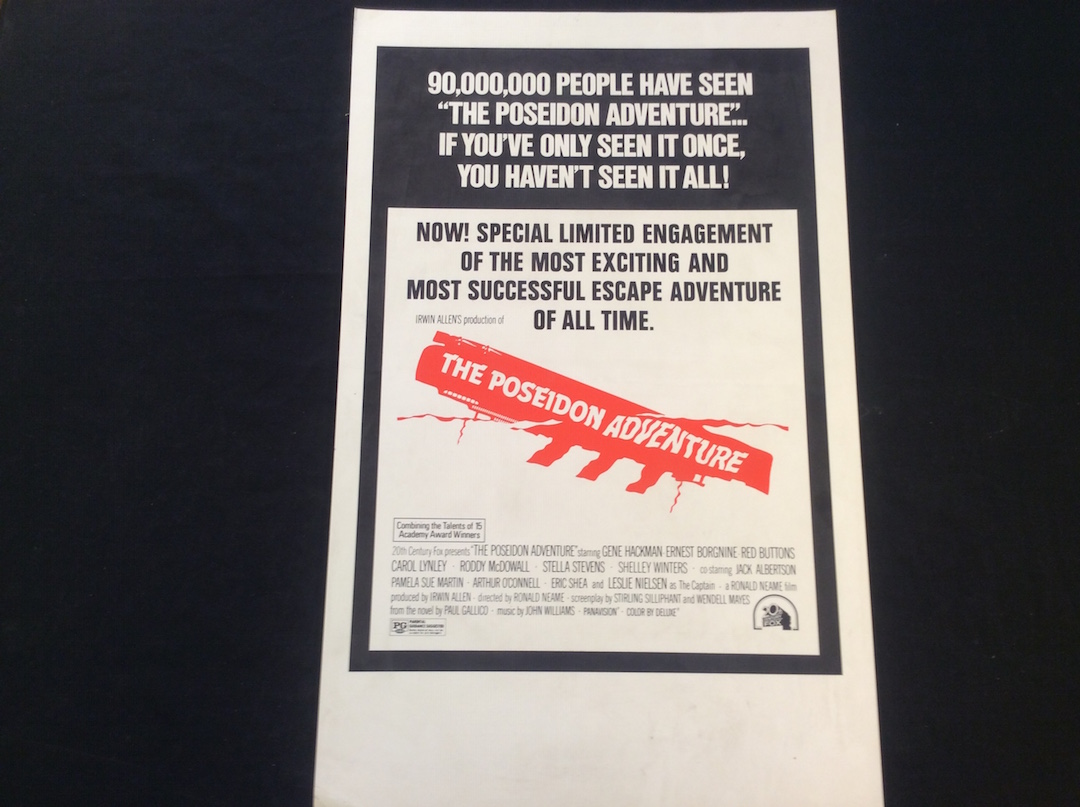 90,000,000 PEOPLE HAVE SEEN
“THE POSEIDON ADVENTURE”...
IF YOU'VE ONLY SEEN IT ONCE,
YOU HAVEN'T SEEN IT ALL!
NOW! SPECIAL LIMITED ENGAGEMENT
OF THE MOST EXCITING AND
MOST SUCCESSFUL ESCAPE ADVENTURE
OF ALL TIME.
IRWIN ALLEN'S production of
THE POSEIDON ADVENTURE
Combining the Talents of 15
Academy Award Winners
20th Century Fox presents "THE POSEIDON ADVENTURE" starring GENE HACKMAN · ERNEST BORGNINE · RED BUTTONS
CAROL LYNLEY · RODDY McDOWALL · STELLA STEVENS · SHELLEY WINTERS · co-starring JACK ALBERTSON
PAMELA SUE MARTIN · ARTHUR O'CONNELL · ERIC SHEA and LESLIE NIELSEN as The Captain · a RONALD NEAME film
produced by IRWIN ALLEN · directed by RONALD NEAME · screenplay by STIRLING SILLIPHANT and WENDELL MAYES
from the novel by PAUL GALLICO · music by JOHN WILLIAMS · PANAVISION® · COLOR BY DELUXE®
PG PARENTAL GUIDANCE SUGGESTED
20 FOX